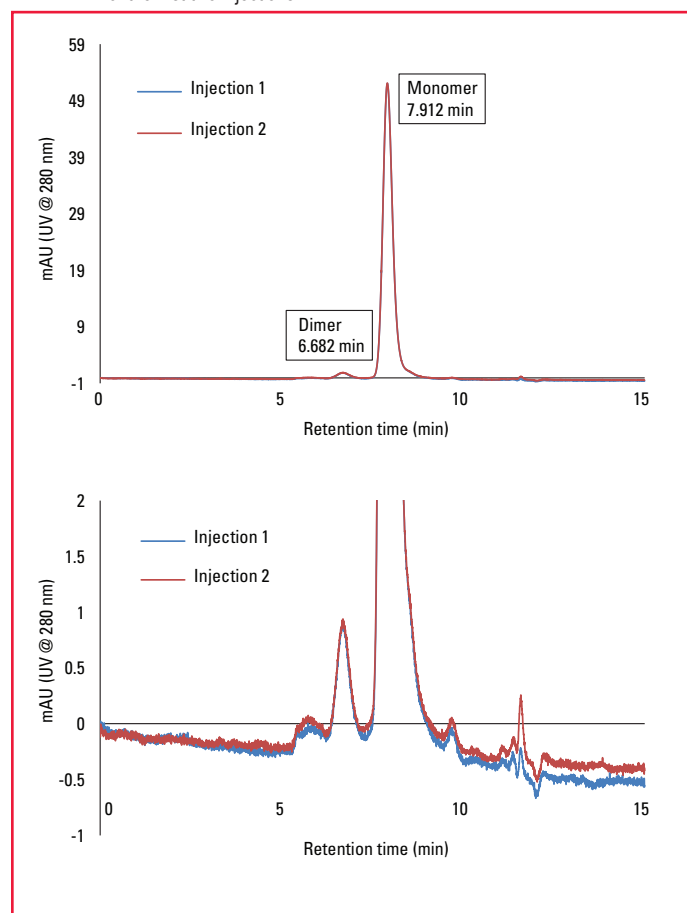 59
49
39
29
19
9
-1
mAU (UV @ 280 nm)
Injection 1
Injection 2
Monomer
7.912 min
Dimer
6.682 min
0
5
10
15
Retention time (min)
2
1.5
1
0.5
0
-0.5
-1
mAU (UV @ 280 nm)
Injection 1
Injection 2
0
5
10
15
Retention time (min)